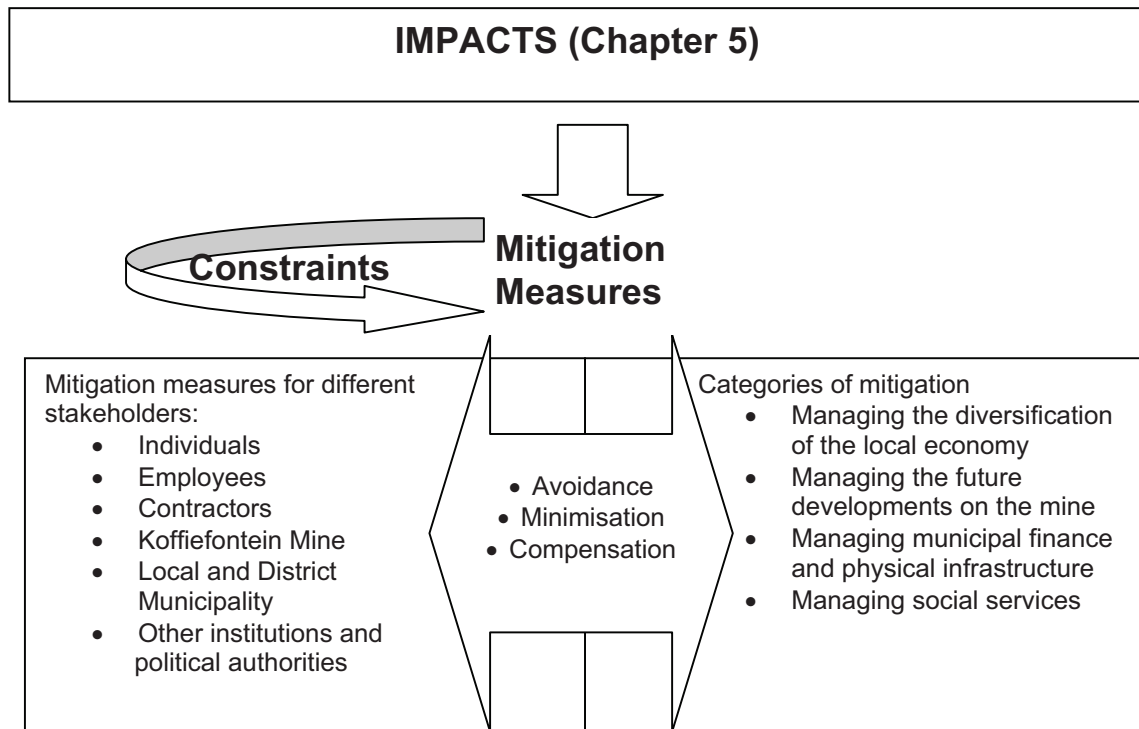 IMPACTS (Chapter 5)
Constraints
Mitigation
Measures
Mitigation measures for different
stakeholders:
• Individuals
• Employees
• Contractors
• Koffiefontein Mine
• Local and District
Municipality
• Other institutions and
political authorities
• Avoidance
• Minimisation
• Compensation
Categories of mitigation
• Managing the diversification
of the local economy
• Managing the future
developments on the mine
• Managing municipal finance
and physical infrastructure
• Managing social services